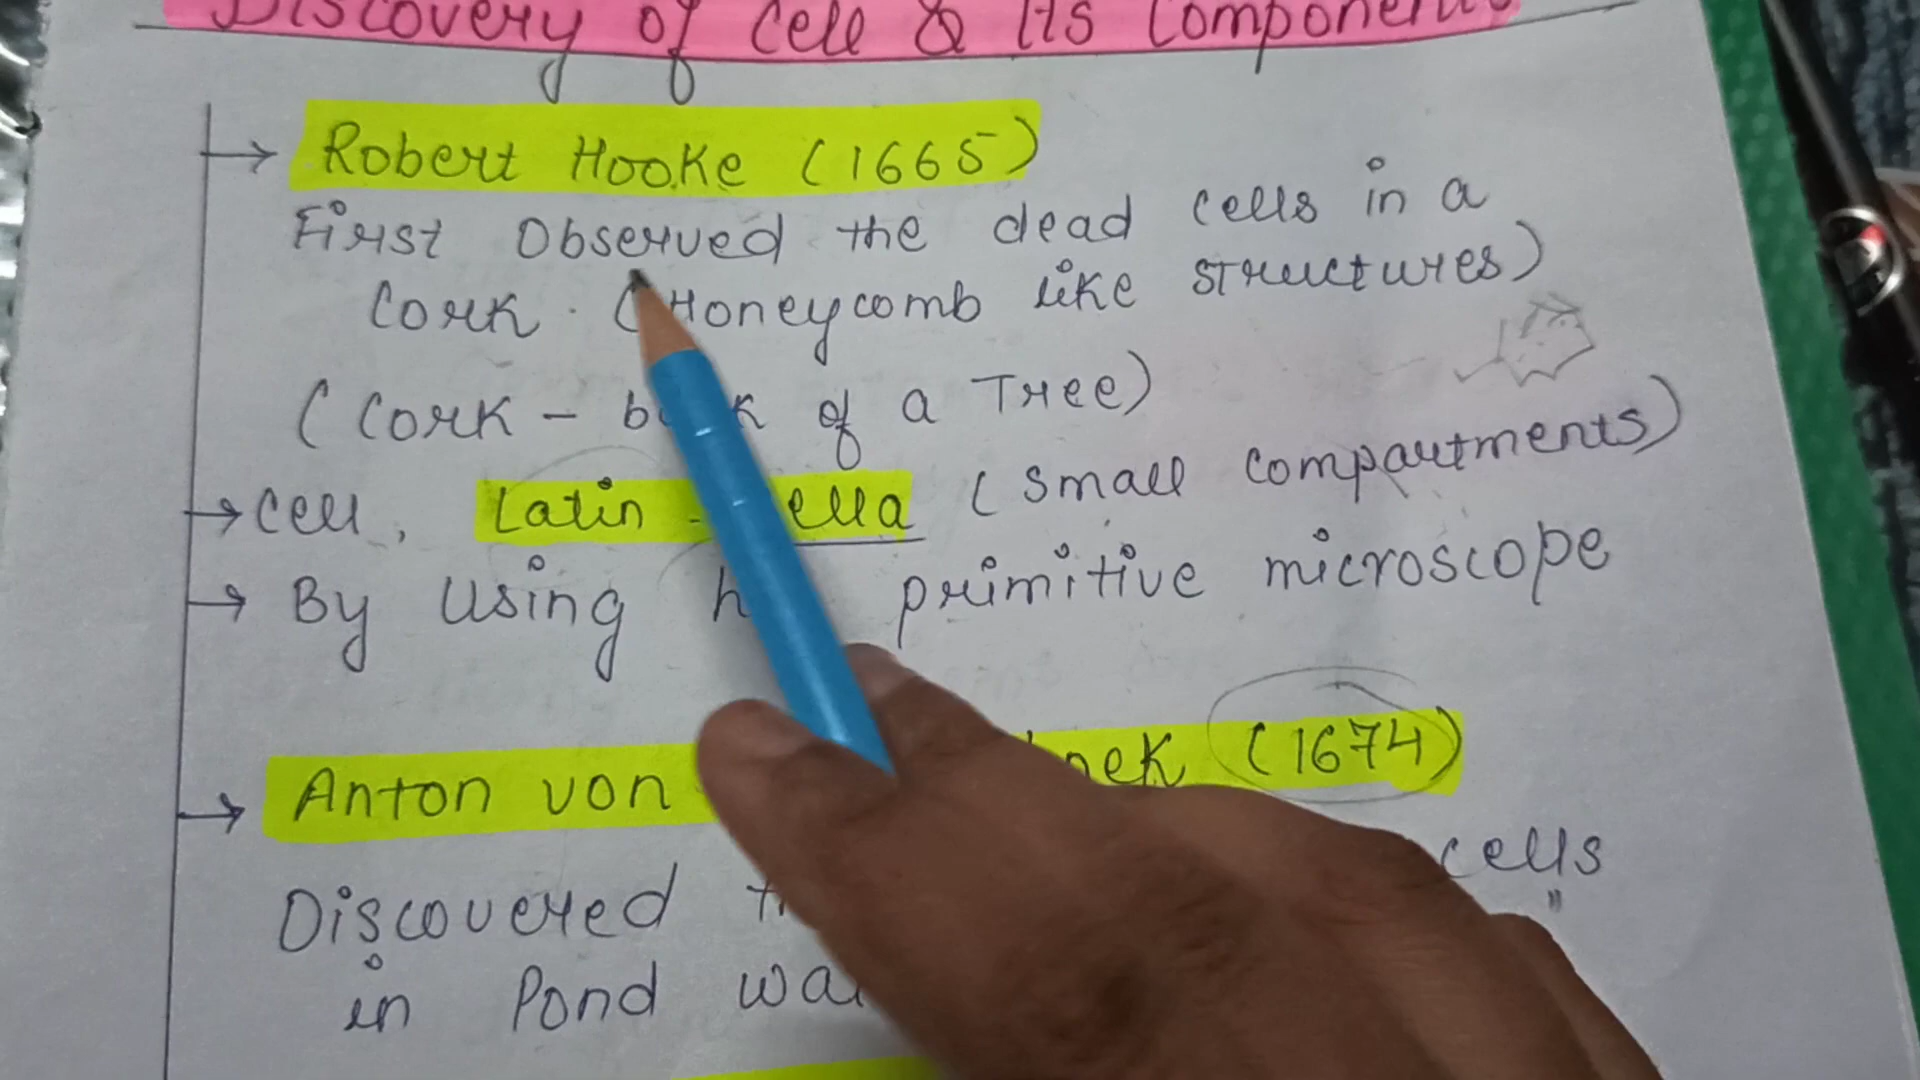 Discovery of Cell & Its Components
→ Robert Hooke (1665)
First Observed the dead cells in a
Cork. (Honeycomb like structures)
(Cork - of a Tree)
→ Cell, Latin - ella (small compartments)
→ By Using primitive microscope
→ Anton von (1674)
Discovered cells
in Pond